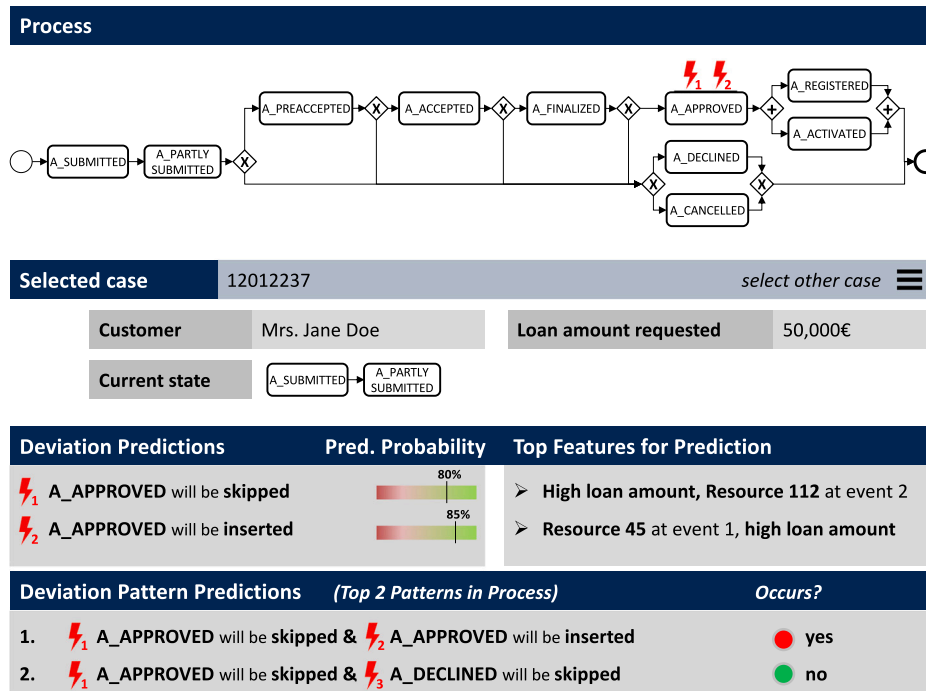 Process
1 2
A_PREACCEPTED X A_ACCEPTED X A_FINALIZED X A_APPROVED + A_REGISTERED +
A_ACTIVATED
A_SUBMITTED A_PARTLY
SUBMITTED X A_DECLINED
X X
A_CANCELLED
Selected case 12012237 select other case
Customer Mrs. Jane Doe Loan amount requested 50,000€
Current state A_SUBMITTED A_PARTLY
SUBMITTED
Deviation Predictions Pred. Probability Top Features for Prediction
80%
1 A_APPROVED will be skipped ➢ High loan amount, Resource 112 at event 2
85%
2 A_APPROVED will be inserted ➢ Resource 45 at event 1, high loan amount
Deviation Pattern Predictions (Top 2 Patterns in Process) Occurs?
1. 1 A_APPROVED will be skipped & 2 A_APPROVED will be inserted yes
2. 1 A_APPROVED will be skipped & 3 A_DECLINED will be skipped no